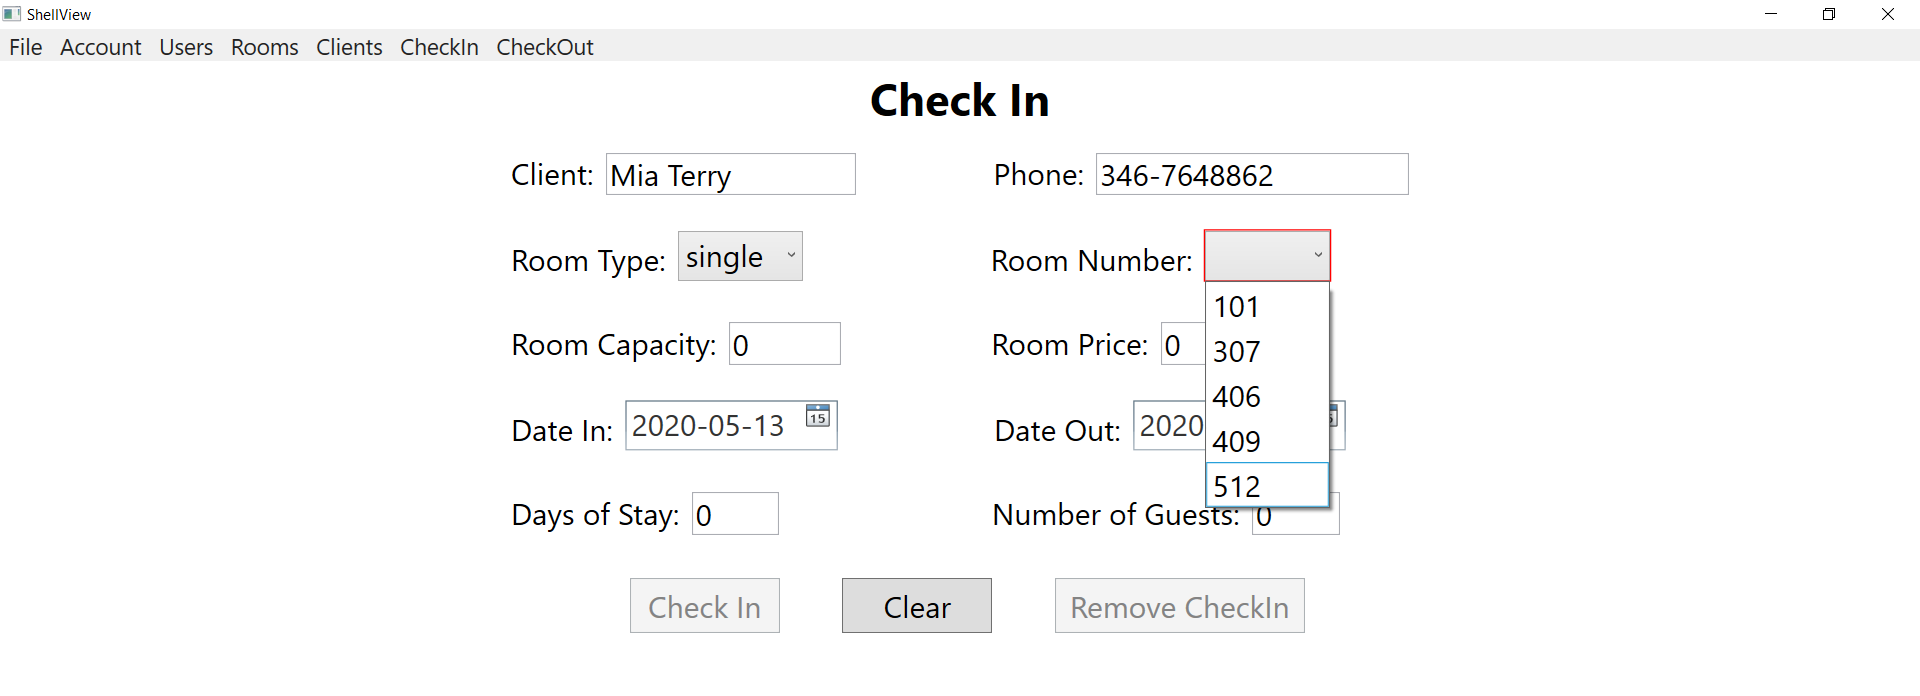 ShellView
File Account Users Rooms Clients CheckIn CheckOut
Check In
Client: Mia Terry Phone: 346-7648862
Room Type: single Room Number:
101
307
406
409
512
Room Capacity: 0 Room Price: 0
Date In: 2020-05-13 15 Date Out: 2020
Days of Stay: 0 Number of Guests: 0
Check In Clear Remove CheckIn